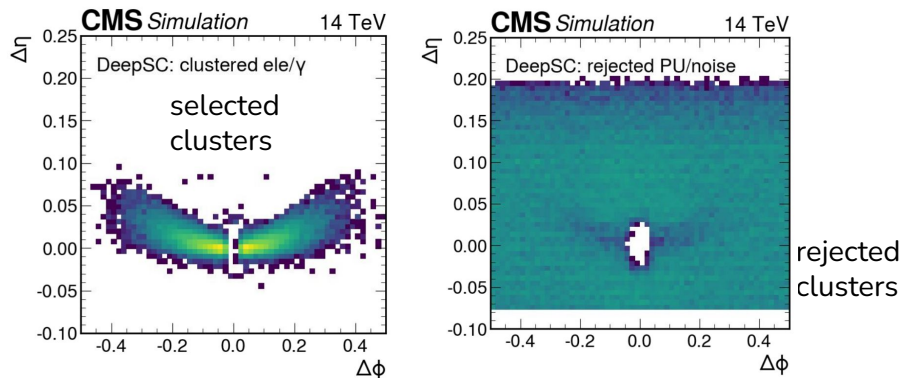 CMS Simulation 14 TeV
Δη
0.25
0.20
0.15
0.10
0.05
0.00
-0.05
-0.10
DeepSC: clustered ele/γ
selected
clusters
-0.4 -0.2 0.0 0.2 0.4
Δϕ
CMS Simulation 14 TeV
Δη
0.25
0.20
0.15
0.10
0.05
0.00
-0.05
-0.10
DeepSC: rejected PU/noise
-0.4 -0.2 0.0 0.2 0.4
Δϕ
rejected
clusters